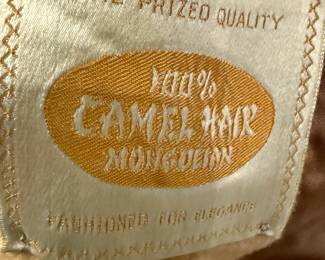 PRIZED QUALITY
100%
CAMEL HAIR
MONGOLIAN
FASHIONED FOR ELEGANCE